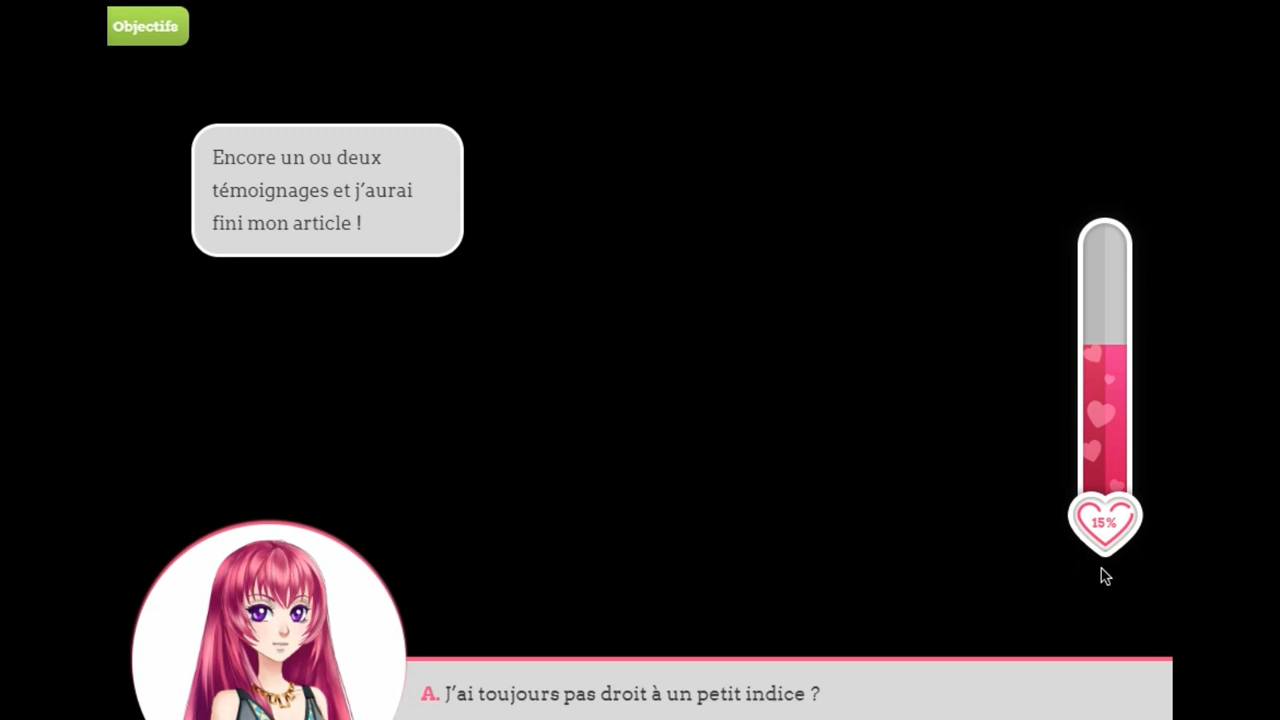 Objectifs
Encore un ou deux
témoignages et j’aurai
fini mon article !
15%
A. J’ai toujours pas droit à un petit indice ?